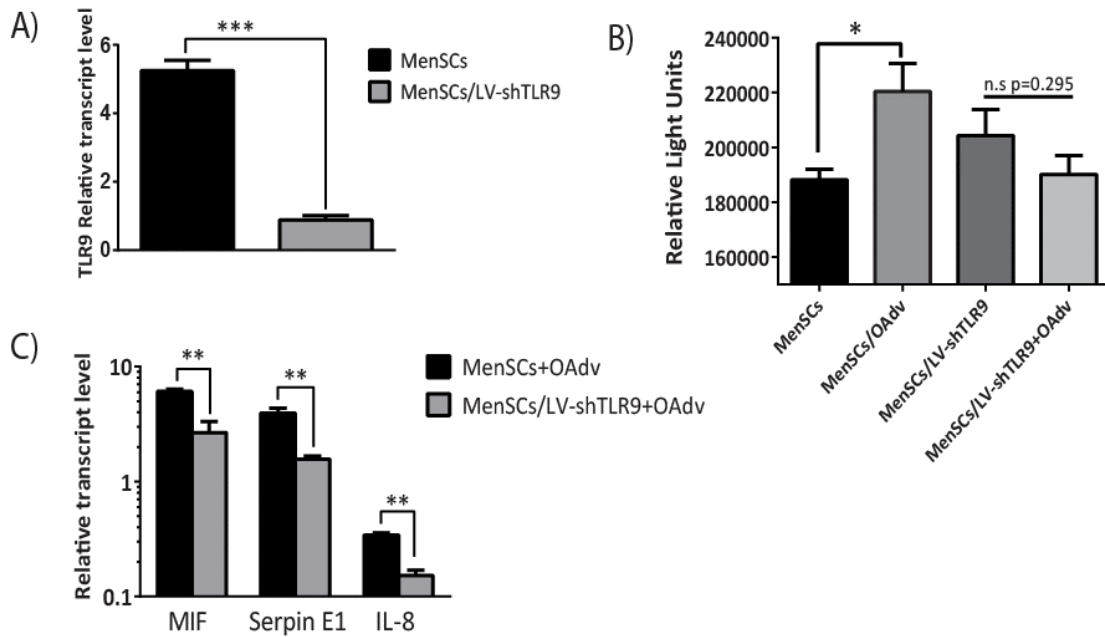 A)
TLR9 Relative transcript level
6
4
2
0
***
MenSCs
MenSCs/LV-shTLR9
B)
Relative Light Units
240000
220000
200000
180000
160000
*
n.s p=0.295
MenSCs
MenSCs/OAdv
MenSCs/LV-shTLR9
MenSCs/LV-shTLR9+OAdv
C)
Relative transcript level
10
1
0.1
**
**
**
MIF
Serpin E1
IL-8
MenSCs+OAdv
MenSCs/LV-shTLR9+OAdv